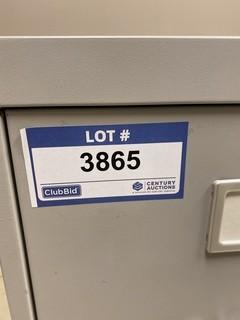 LOT #
3865
ClubBid
CENTURY
AUCTIONS